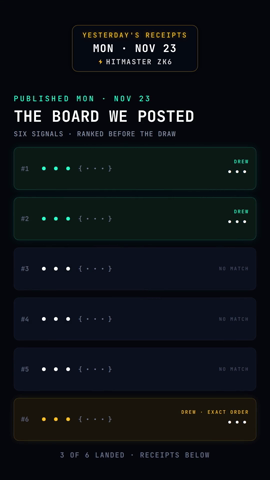 YESTERDAY'S RECEIPTS
MON · NOV 23
⚡HITMASTER ZK6
PUBLISHED MON · NOV 23
THE BOARD WE POSTED
SIX SIGNALS · RANKED BEFORE THE DRAW
DREW
#1 ● ● ● {···} •••
DREW
#2 ● ● ● {···} •••
#3 ● ● ● {···} NO MATCH
#4 ● ● ● {···} NO MATCH
#5 ● ● ● {···} NO MATCH
DREW · EXACT ORDER
#6 ● ● ● {···} •••
3 OF 6 LANDED · RECEIPTS BELOW